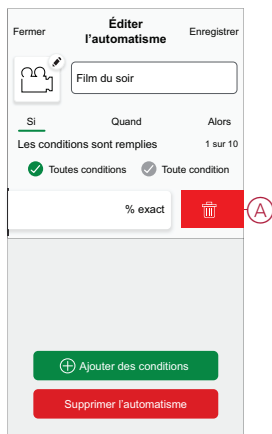 Fermer
Éditer
l’automatisme
Enregistrer
Film du soir
Si Quand Alors
Les conditions sont remplies 1 sur 10
Toutes conditions Toute condition
% exact
A
Ajouter des conditions
Supprimer l’automatisme